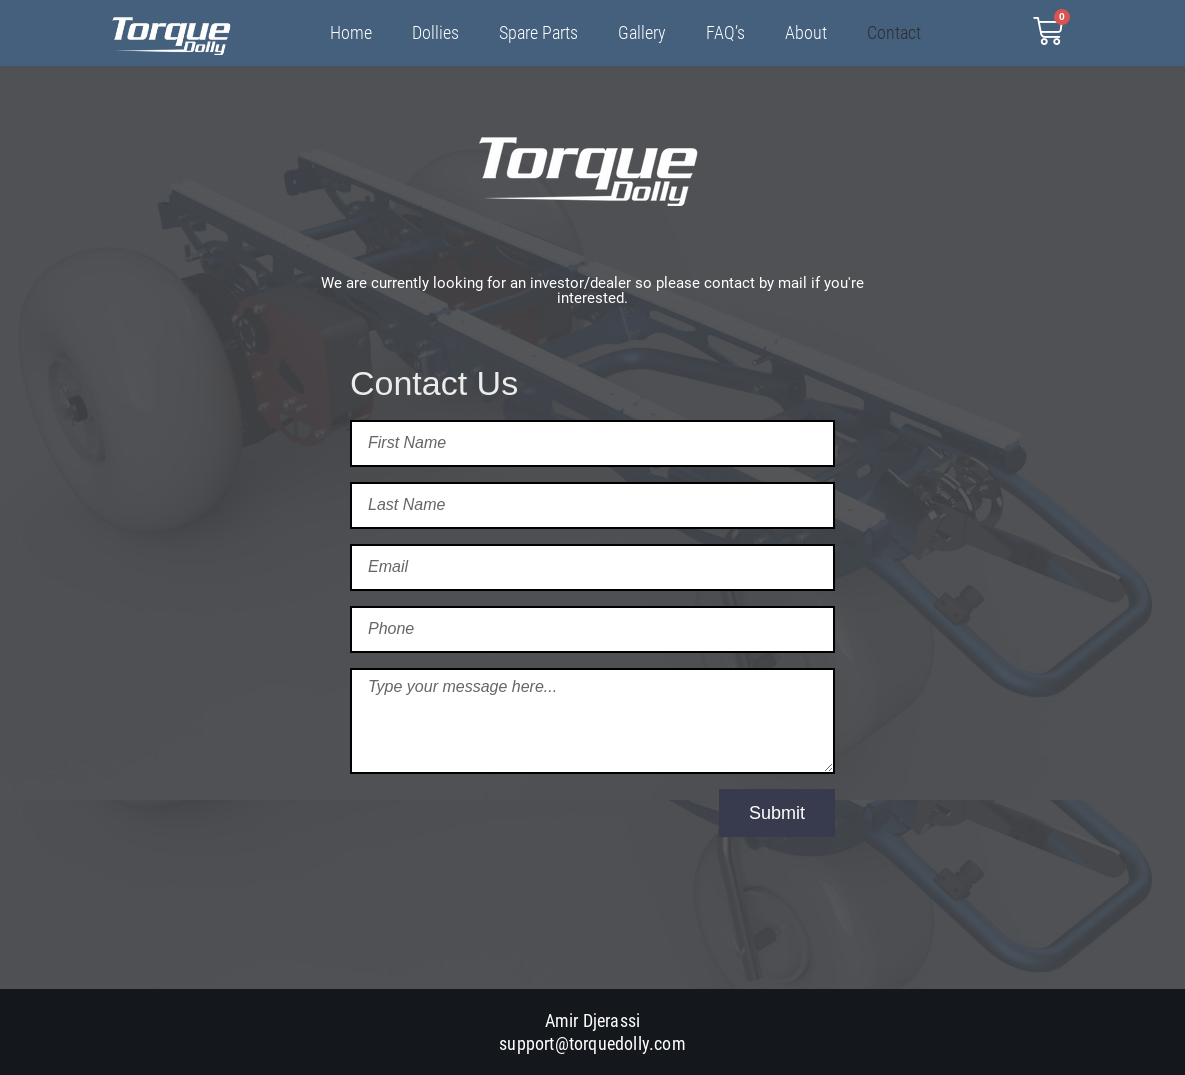 Torque
Dolly
Home
Dollies
Spare Parts
Gallery
FAQ's
About
Contact
0
Torque
Dolly
We are currently looking for an investor/dealer so please contact by mail if you're
interested.
Contact Us
First Name
Last Name
Email
Phone
Type your message here...
Submit
Amir Djerassi
support@torquedolly.com